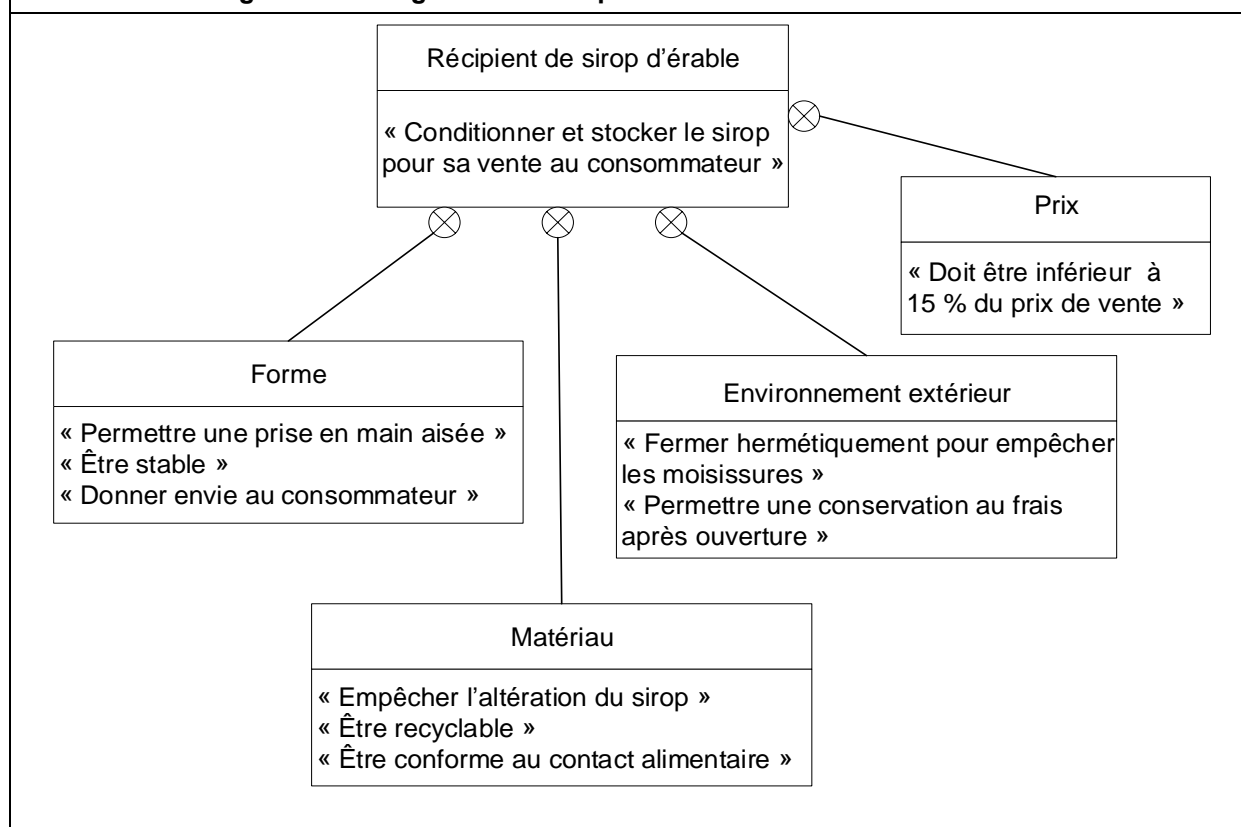 Récipient de sirop d'érable
« Conditionner et stocker le sirop
pour sa vente au consommateur »
Prix
« Doit être inférieur à
15 % du prix de vente »
Forme
« Permettre une prise en main aisée »
« Être stable »
« Donner envie au consommateur »
Environnement extérieur
« Fermer hermétiquement pour empêcher
les moisissures »
« Permettre une conservation au frais
après ouverture »
Matériau
« Empêcher l'altération du sirop »
« Être recyclable »
« Être conforme au contact alimentaire »